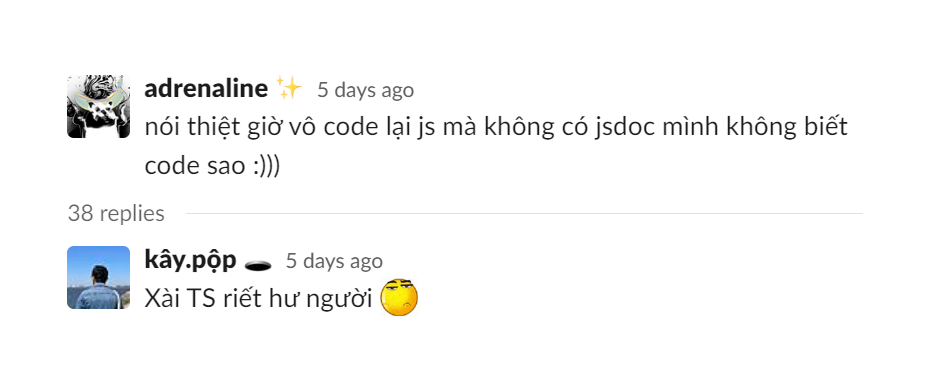 adrenaline ✨ 5 days ago
nói thiệt giờ vô code lại js mà không có jsdoc mình không biết
code sao :)))
38 replies
kây.pộp 🕳️ 5 days ago
Xài TS riết hư người